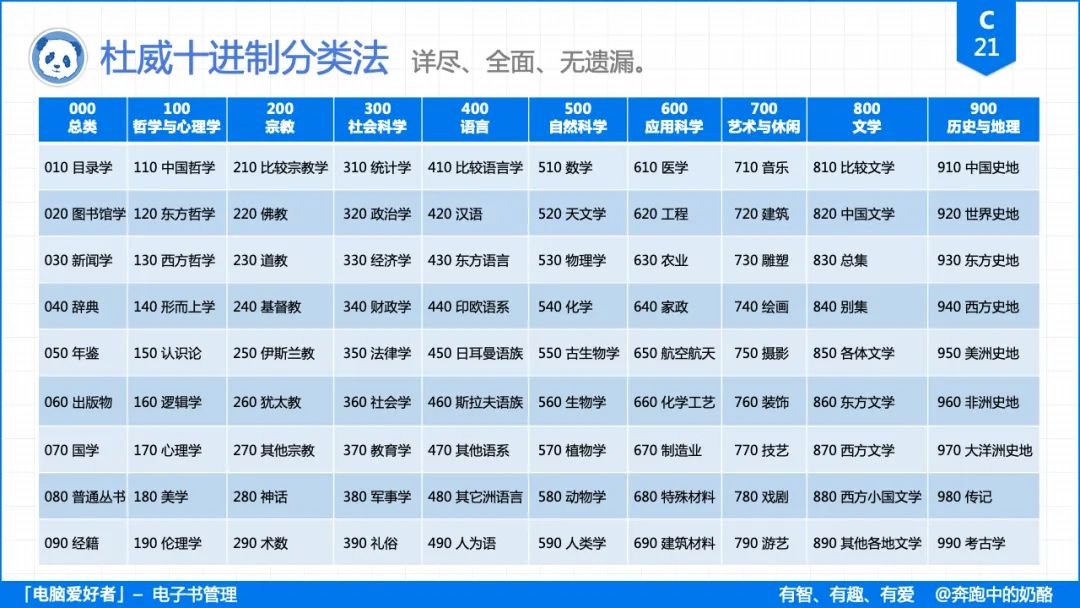 C
21
杜威十进制分类法 详尽、全面、无遗漏。
000 100 200 300 400 500 600 700 800 900
总类 哲学与心理学 宗教 社会科学 语言 自然科学 应用科学 艺术与休闲 文学 历史与地理
010 目录学 110 中国哲学 210 比较宗教学 310 统计学 410 比较语言学 510 数学 610 医学 710 音乐 810 比较文学 910 中国史地
020 图书馆学 120 东方哲学 220 佛教 320 政治学 420 汉语 520 天文学 620 工程 720 建筑 820 中国文学 920 世界史地
030 新闻学 130 西方哲学 230 道教 330 经济学 430 东方语言 530 物理学 630 农业 730 雕塑 830 总集 930 东方史地
040 辞典 140 形而上学 240 基督教 340 财政学 440 印欧语系 540 化学 640 家政 740 绘画 840 别集 940 西方史地
050 年鉴 150 认识论 250 伊斯兰教 350 法律学 450 日耳曼语族 550 古生物学 650 航空航天 750 摄影 850 各体文学 950 美洲史地
060 出版物 160 逻辑学 260 犹太教 360 社会学 460 斯拉夫语族 560 生物学 660 化学工艺 760 装饰 860 东方文学 960 非洲史地
070 国学 170 心理学 270 其他宗教 370 教育学 470 其他语系 570 植物学 670 制造业 770 技艺 870 西方文学 970 大洋洲史地
080 普通丛书 180 美学 280 神话 380 军事学 480 其它洲语言 580 动物学 680 特殊材料 780 戏剧 880 西方小国文学 980 传记
090 经籍 190 伦理学 290 术数 390 礼俗 490 人为语 590 人类学 690 建筑材料 790 游艺 890 其他各地文学 990 考古学
「电脑爱好者」– 电子书管理 有智、有趣、有爱 @奔跑中的奶酪